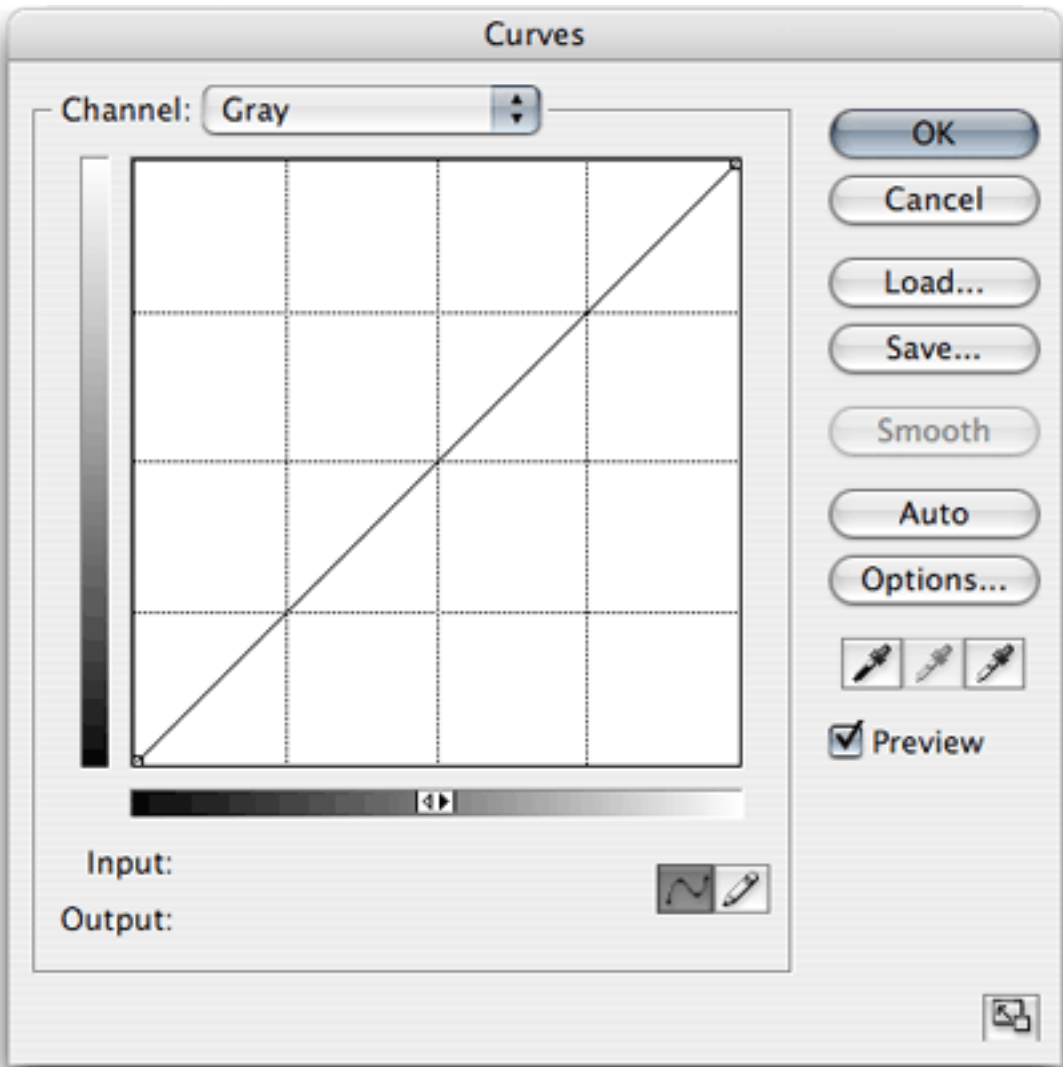 Curves
Channel: Gray
OK
Cancel
Load...
Save...
Smooth
Auto
Options...
Preview
Input:
Output: